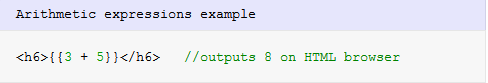 Arithmetic expressions example
<h6>{{3 + 5}}</h6>   //outputs 8 on HTML browser